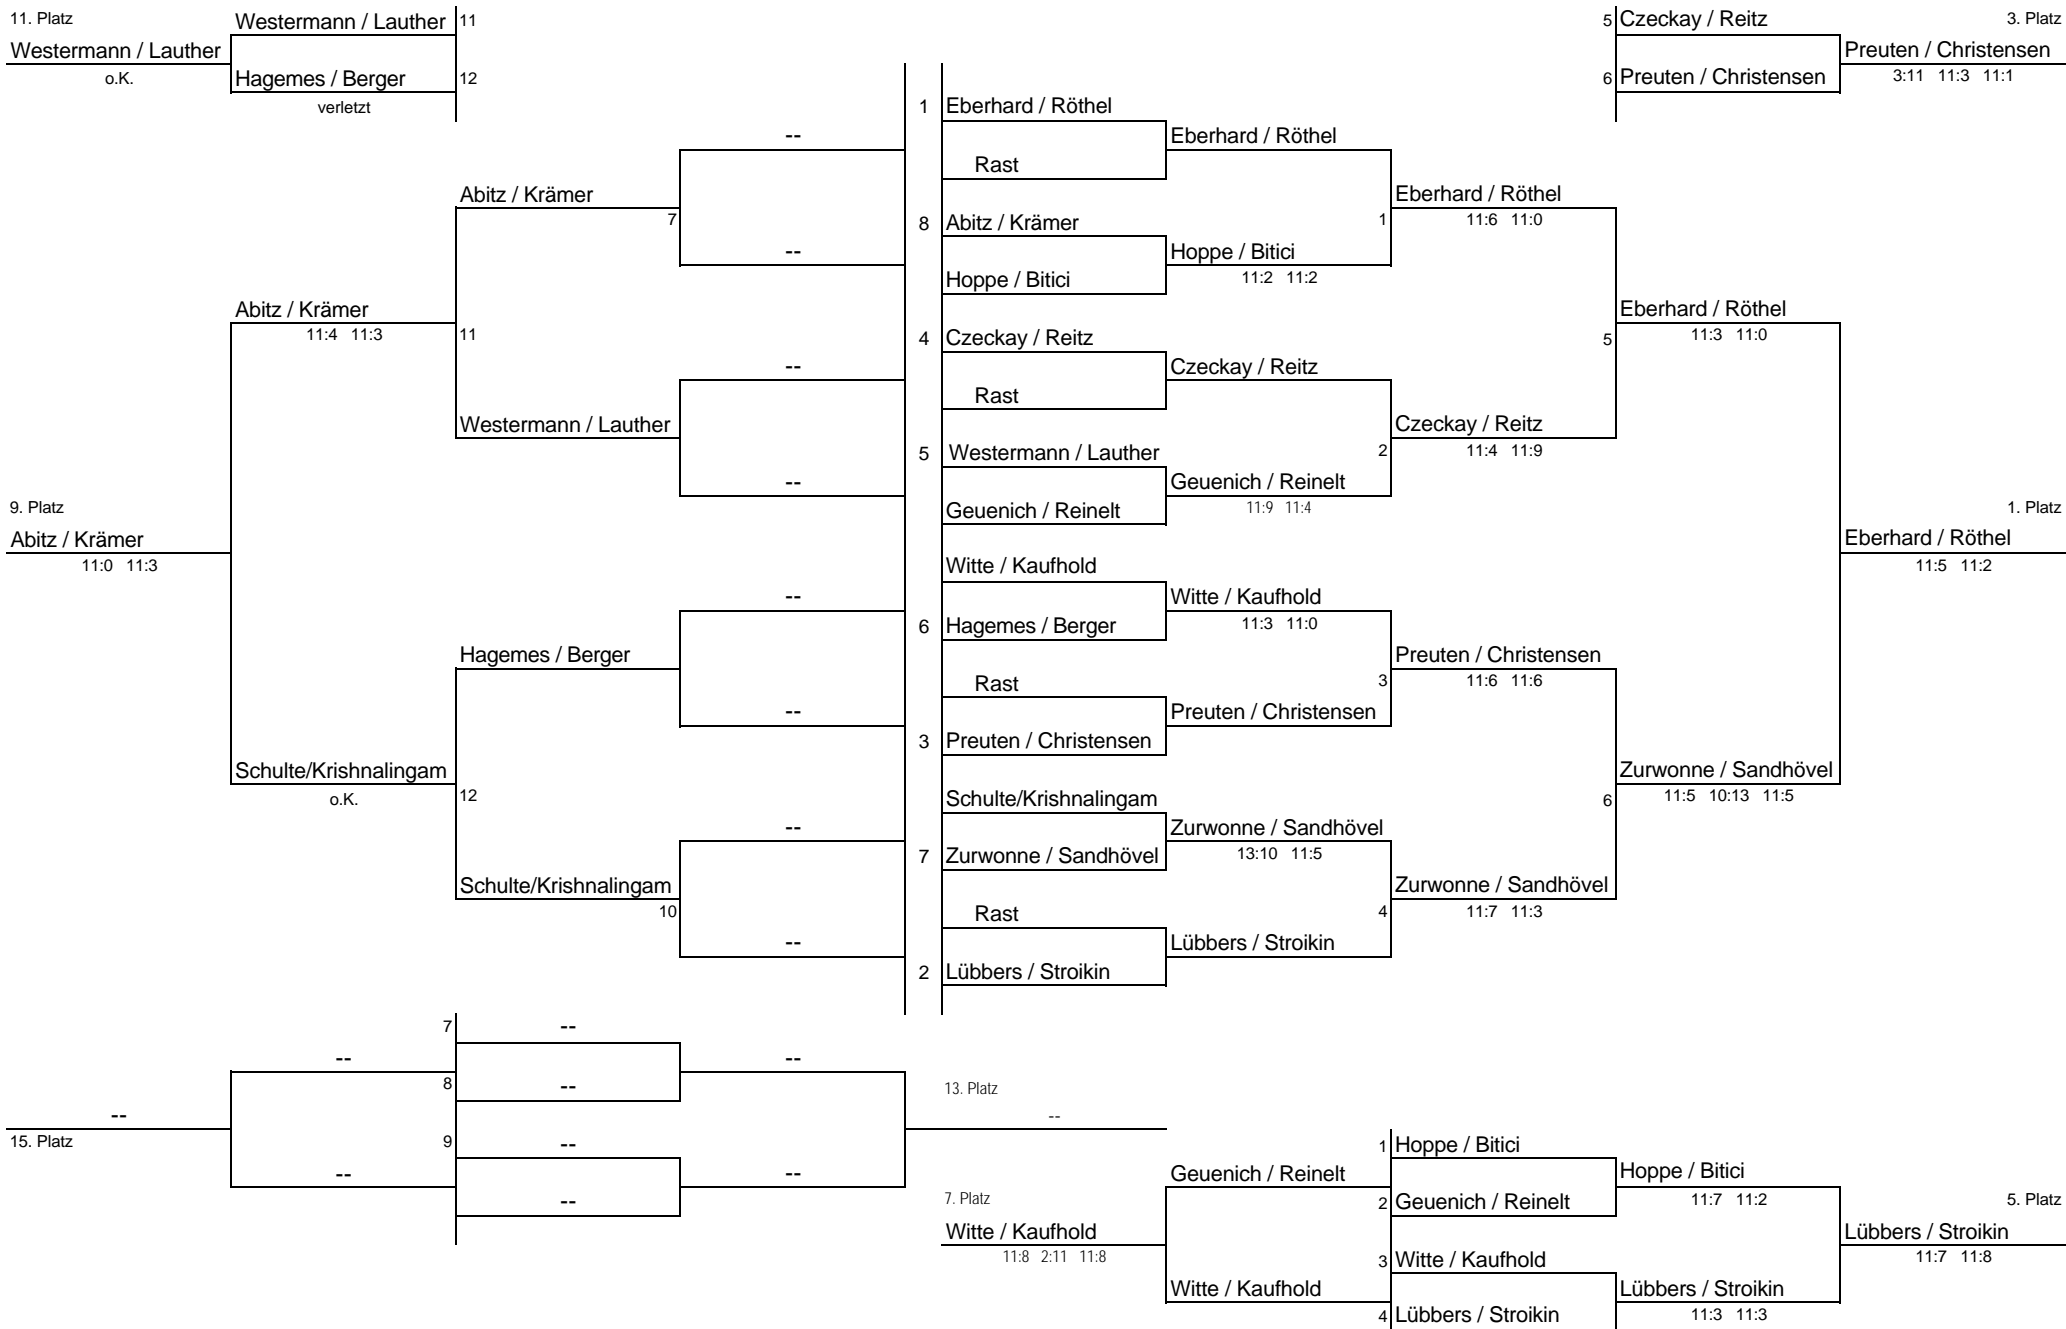 11. Platz
Westermann / Lauther 11
Westermann / Lauther
o.K.
Hagemes / Berger 12
verletzt
5 Czeckay / Reitz
3. Platz
Preuten / Christensen
6 Preuten / Christensen
3:11 11:3 11:1
1 Eberhard / Röthel
-- Eberhard / Röthel
Rast
Abitz / Krämer
7
Eberhard / Röthel
1 11:6 11:0
8 Abitz / Krämer
-- Hoppe / Bitici
Hoppe / Bitici 11:2 11:2
Abitz / Krämer
11:4 11:3 11
Eberhard / Röthel
5 11:3 11:0
4 Czeckay / Reitz
-- Czeckay / Reitz
Rast
Westermann / Lauther
Czeckay / Reitz
2 11:4 11:9
5 Westermann / Lauther
-- Geuenich / Reinelt
Geuenich / Reinelt 11:9 11:4
9. Platz
Abitz / Krämer
11:0 11:3
1. Platz
Eberhard / Röthel
11:5 11:2
Witte / Kaufhold
-- Witte / Kaufhold
6 Hagemes / Berger 11:3 11:0
Hagemes / Berger
Preuten / Christensen
3 11:6 11:6
Rast
-- Preuten / Christensen
3 Preuten / Christensen
Schulte/Krishnalingam
o.K. 12
Zurwonne / Sandhövel
6 11:5 10:13 11:5
Schulte/Krishnalingam
-- Zurwonne / Sandhövel
7 Zurwonne / Sandhövel 13:10 11:5
Schulte/Krishnalingam
10
Zurwonne / Sandhövel
4 11:7 11:3
Rast
-- Lübbers / Stroikin
2 Lübbers / Stroikin
7 --
-- --
8 --
13. Platz
--
--
15. Platz
9 --
-- --
--
1 Hoppe / Bitici
Geuenich / Reinelt Hoppe / Bitici
7. Platz
2 Geuenich / Reinelt 11:7 11:2
5. Platz
Witte / Kaufhold
11:8 2:11 11:8
Lübbers / Stroikin
11:7 11:8
3 Witte / Kaufhold
Witte / Kaufhold Lübbers / Stroikin
4 Lübbers / Stroikin 11:3 11:3